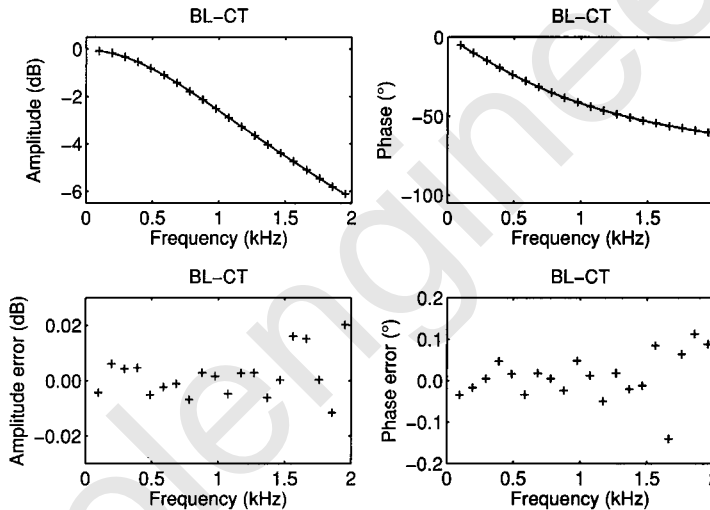 BL–CT
Amplitude (dB)
0
−2
−4
−6
0 0.5 1 1.5 2
Frequency (kHz)
BL–CT
Phase (°)
0
−50
−100
0 0.5 1 1.5
Frequency (kHz)
BL–CT
Amplitude error (dB)
0.02
0.00
−0.02
0 0.5 1 1.5 2
Frequency (kHz)
BL–CT
Phase error (°)
0.2
0.1
0.0
−0.1
−0.2
0 0.5 1 1.5 2
Frequency (kHz)